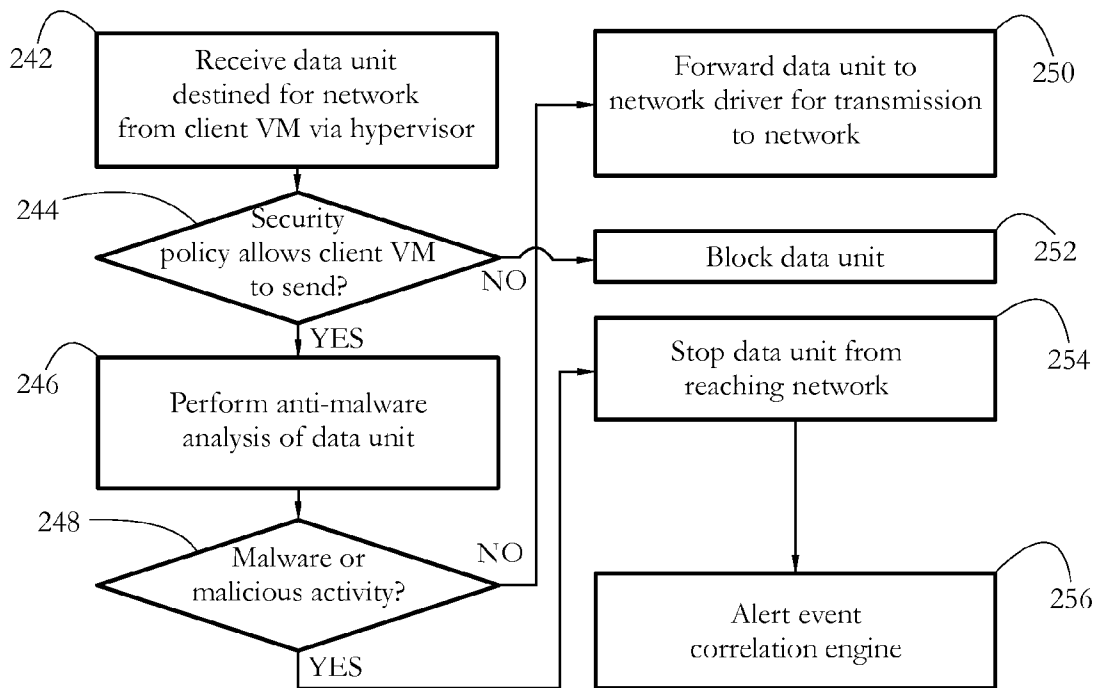 242
Receive data unit
destined for network
from client VM via hypervisor
244
Security
policy allows client VM
to send?
NO
YES
246
Perform anti-malware
analysis of data unit
248
Malware or
malicious activity?
NO
YES
Forward data unit to
network driver for transmission
to network
250
Block data unit
252
Stop data unit from
reaching network
254
Alert event
correlation engine
256